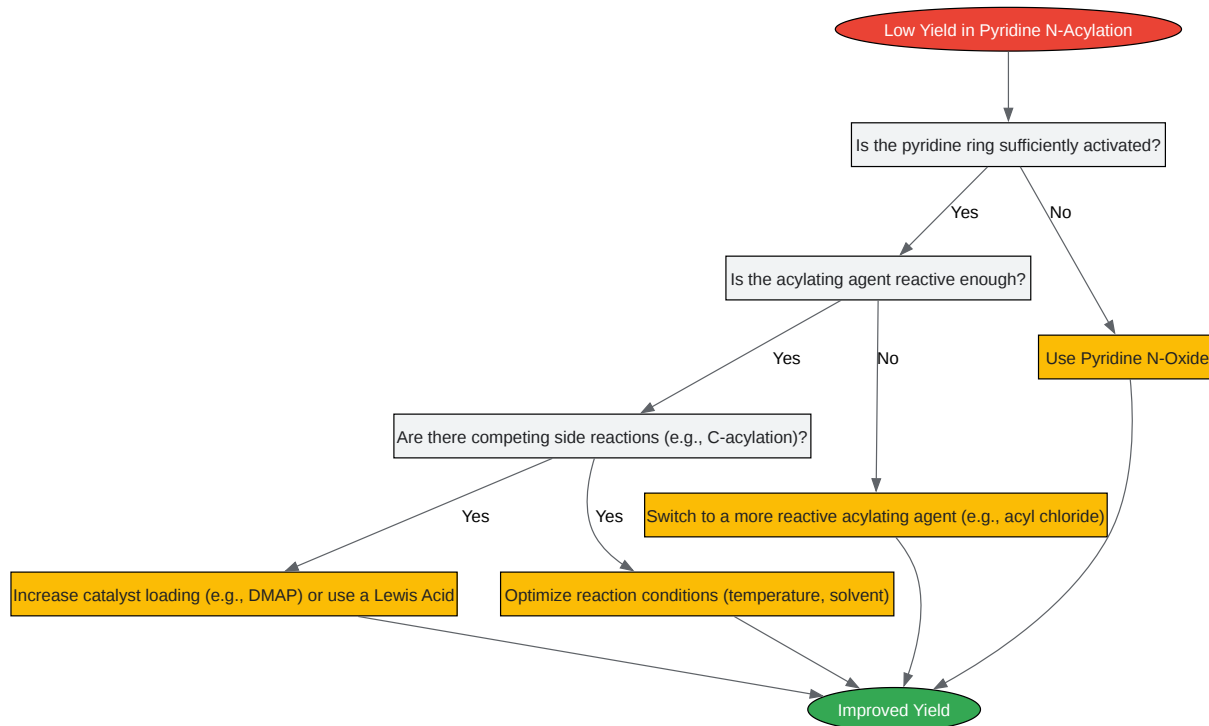 Low Yield in Pyridine N-Acylation
Is the pyridine ring sufficiently activated?
Yes
No
Is the acylating agent reactive enough?
Yes
No
Use Pyridine N-Oxide
Are there competing side reactions (e.g., C-acylation)?
Yes
Yes
Switch to a more reactive acylating agent (e.g., acyl chloride)
Increase catalyst loading (e.g., DMAP) or use a Lewis Acid
Optimize reaction conditions (temperature, solvent)
Improved Yield